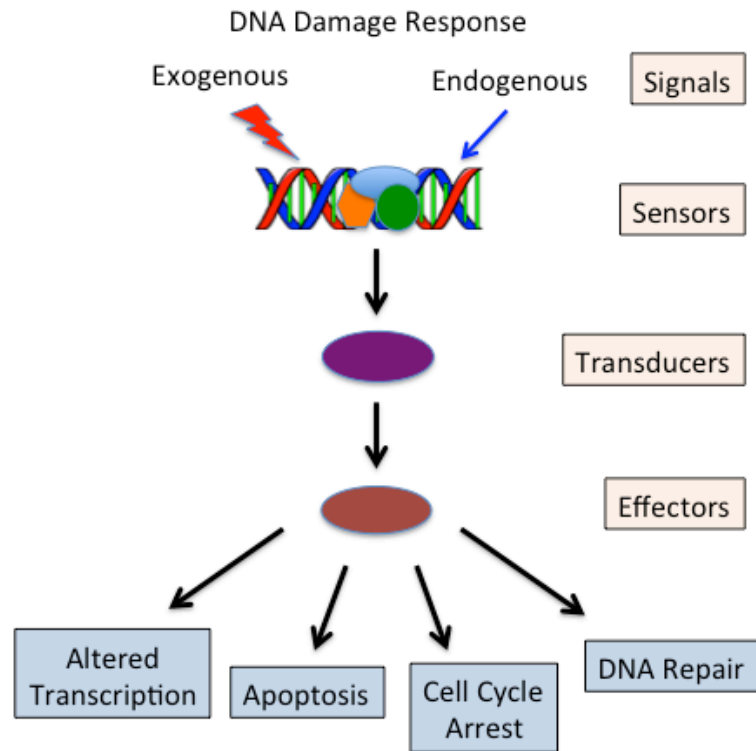 DNA Damage Response
Exogenous
Endogenous
Signals
Sensors
Transducers
Effectors
Altered
Transcription
Apoptosis
Cell Cycle
Arrest
DNA Repair